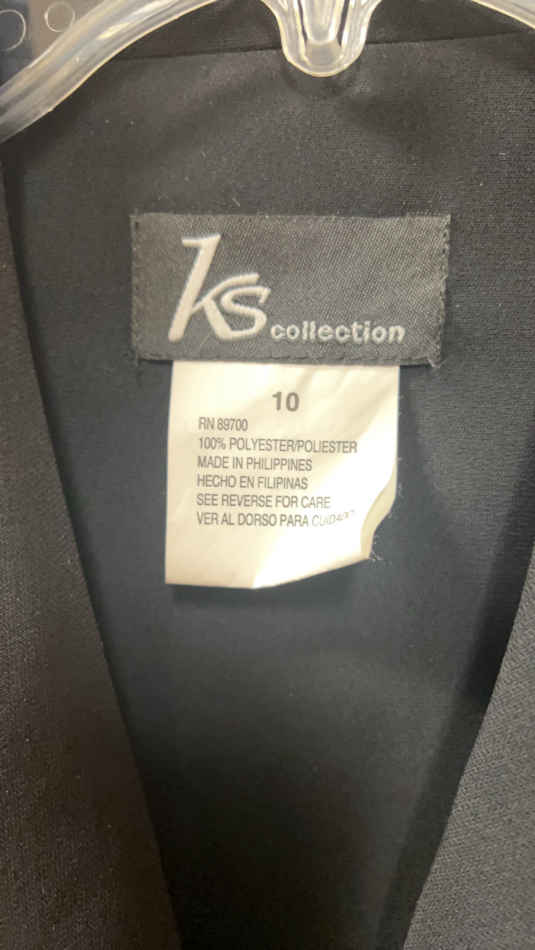 ks collection
10
RN 89700
100% POLYESTER/POLIESTER
MADE IN PHILIPPINES
HECHO EN FILIPINAS
SEE REVERSE FOR CARE
VER AL DORSO PARA CUIDADO